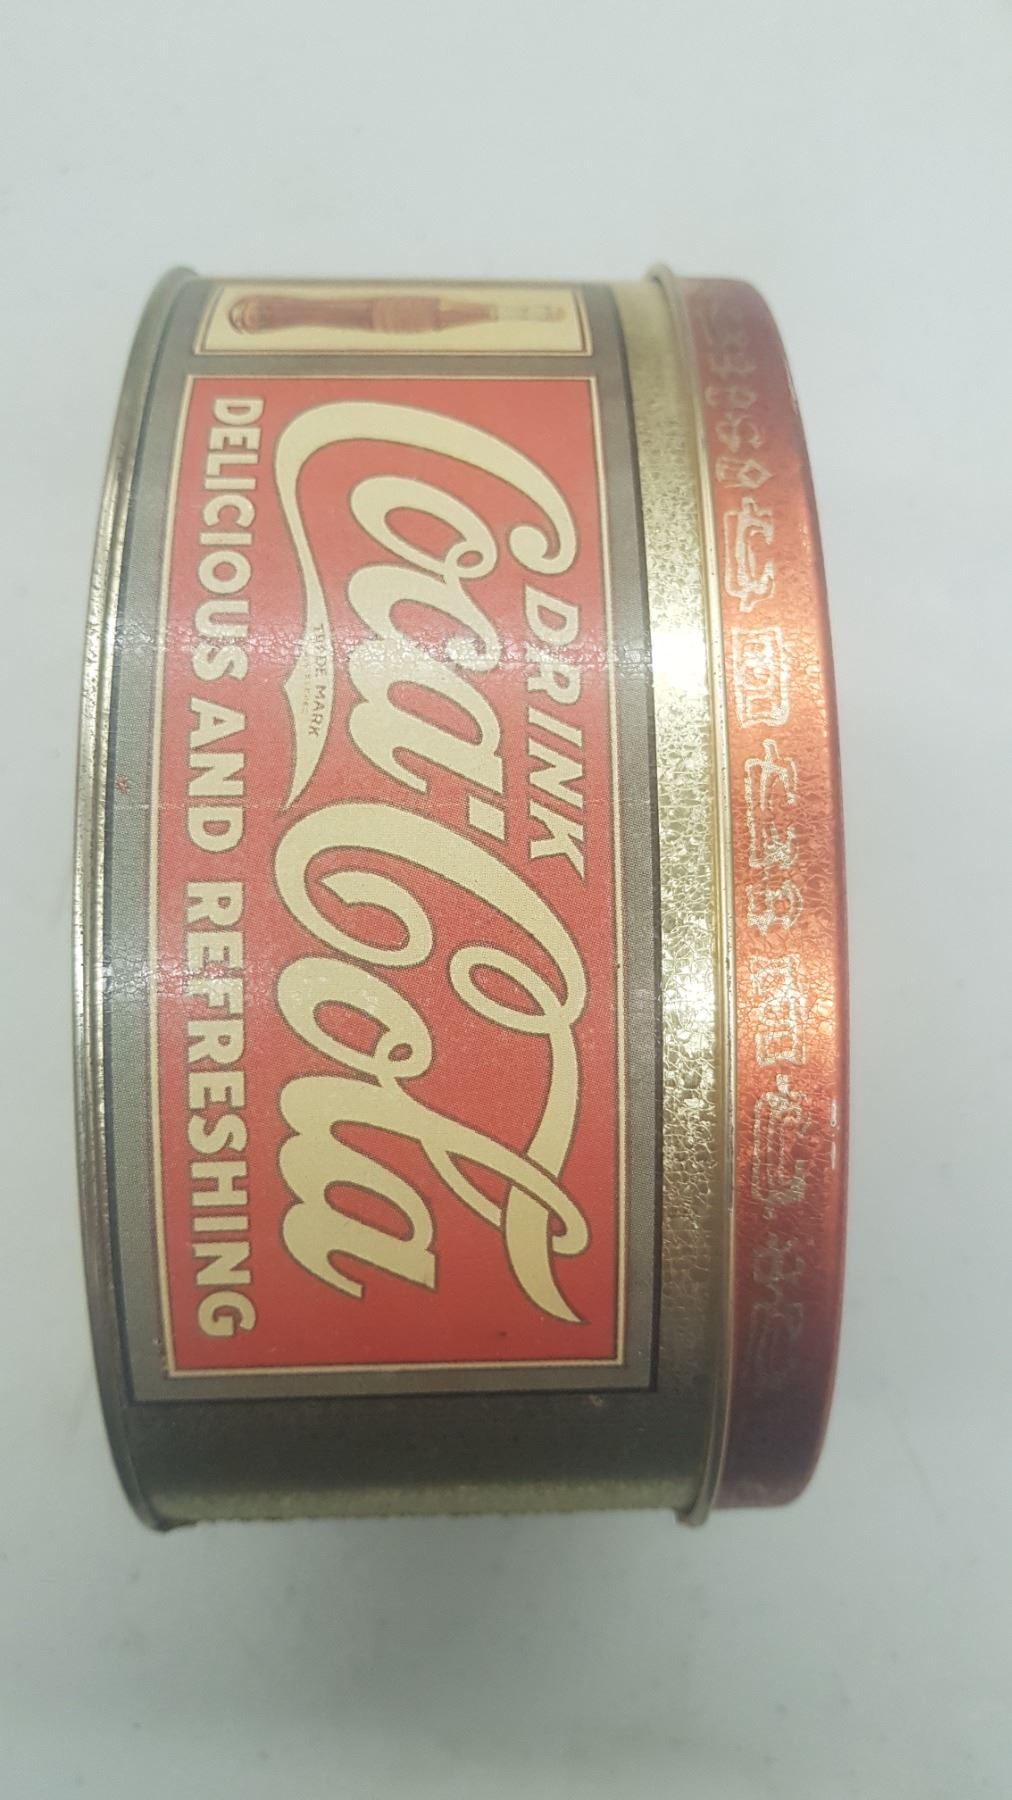 DRINK
Coca-Cola
TRADE MARK
DELICIOUS AND REFRESHING